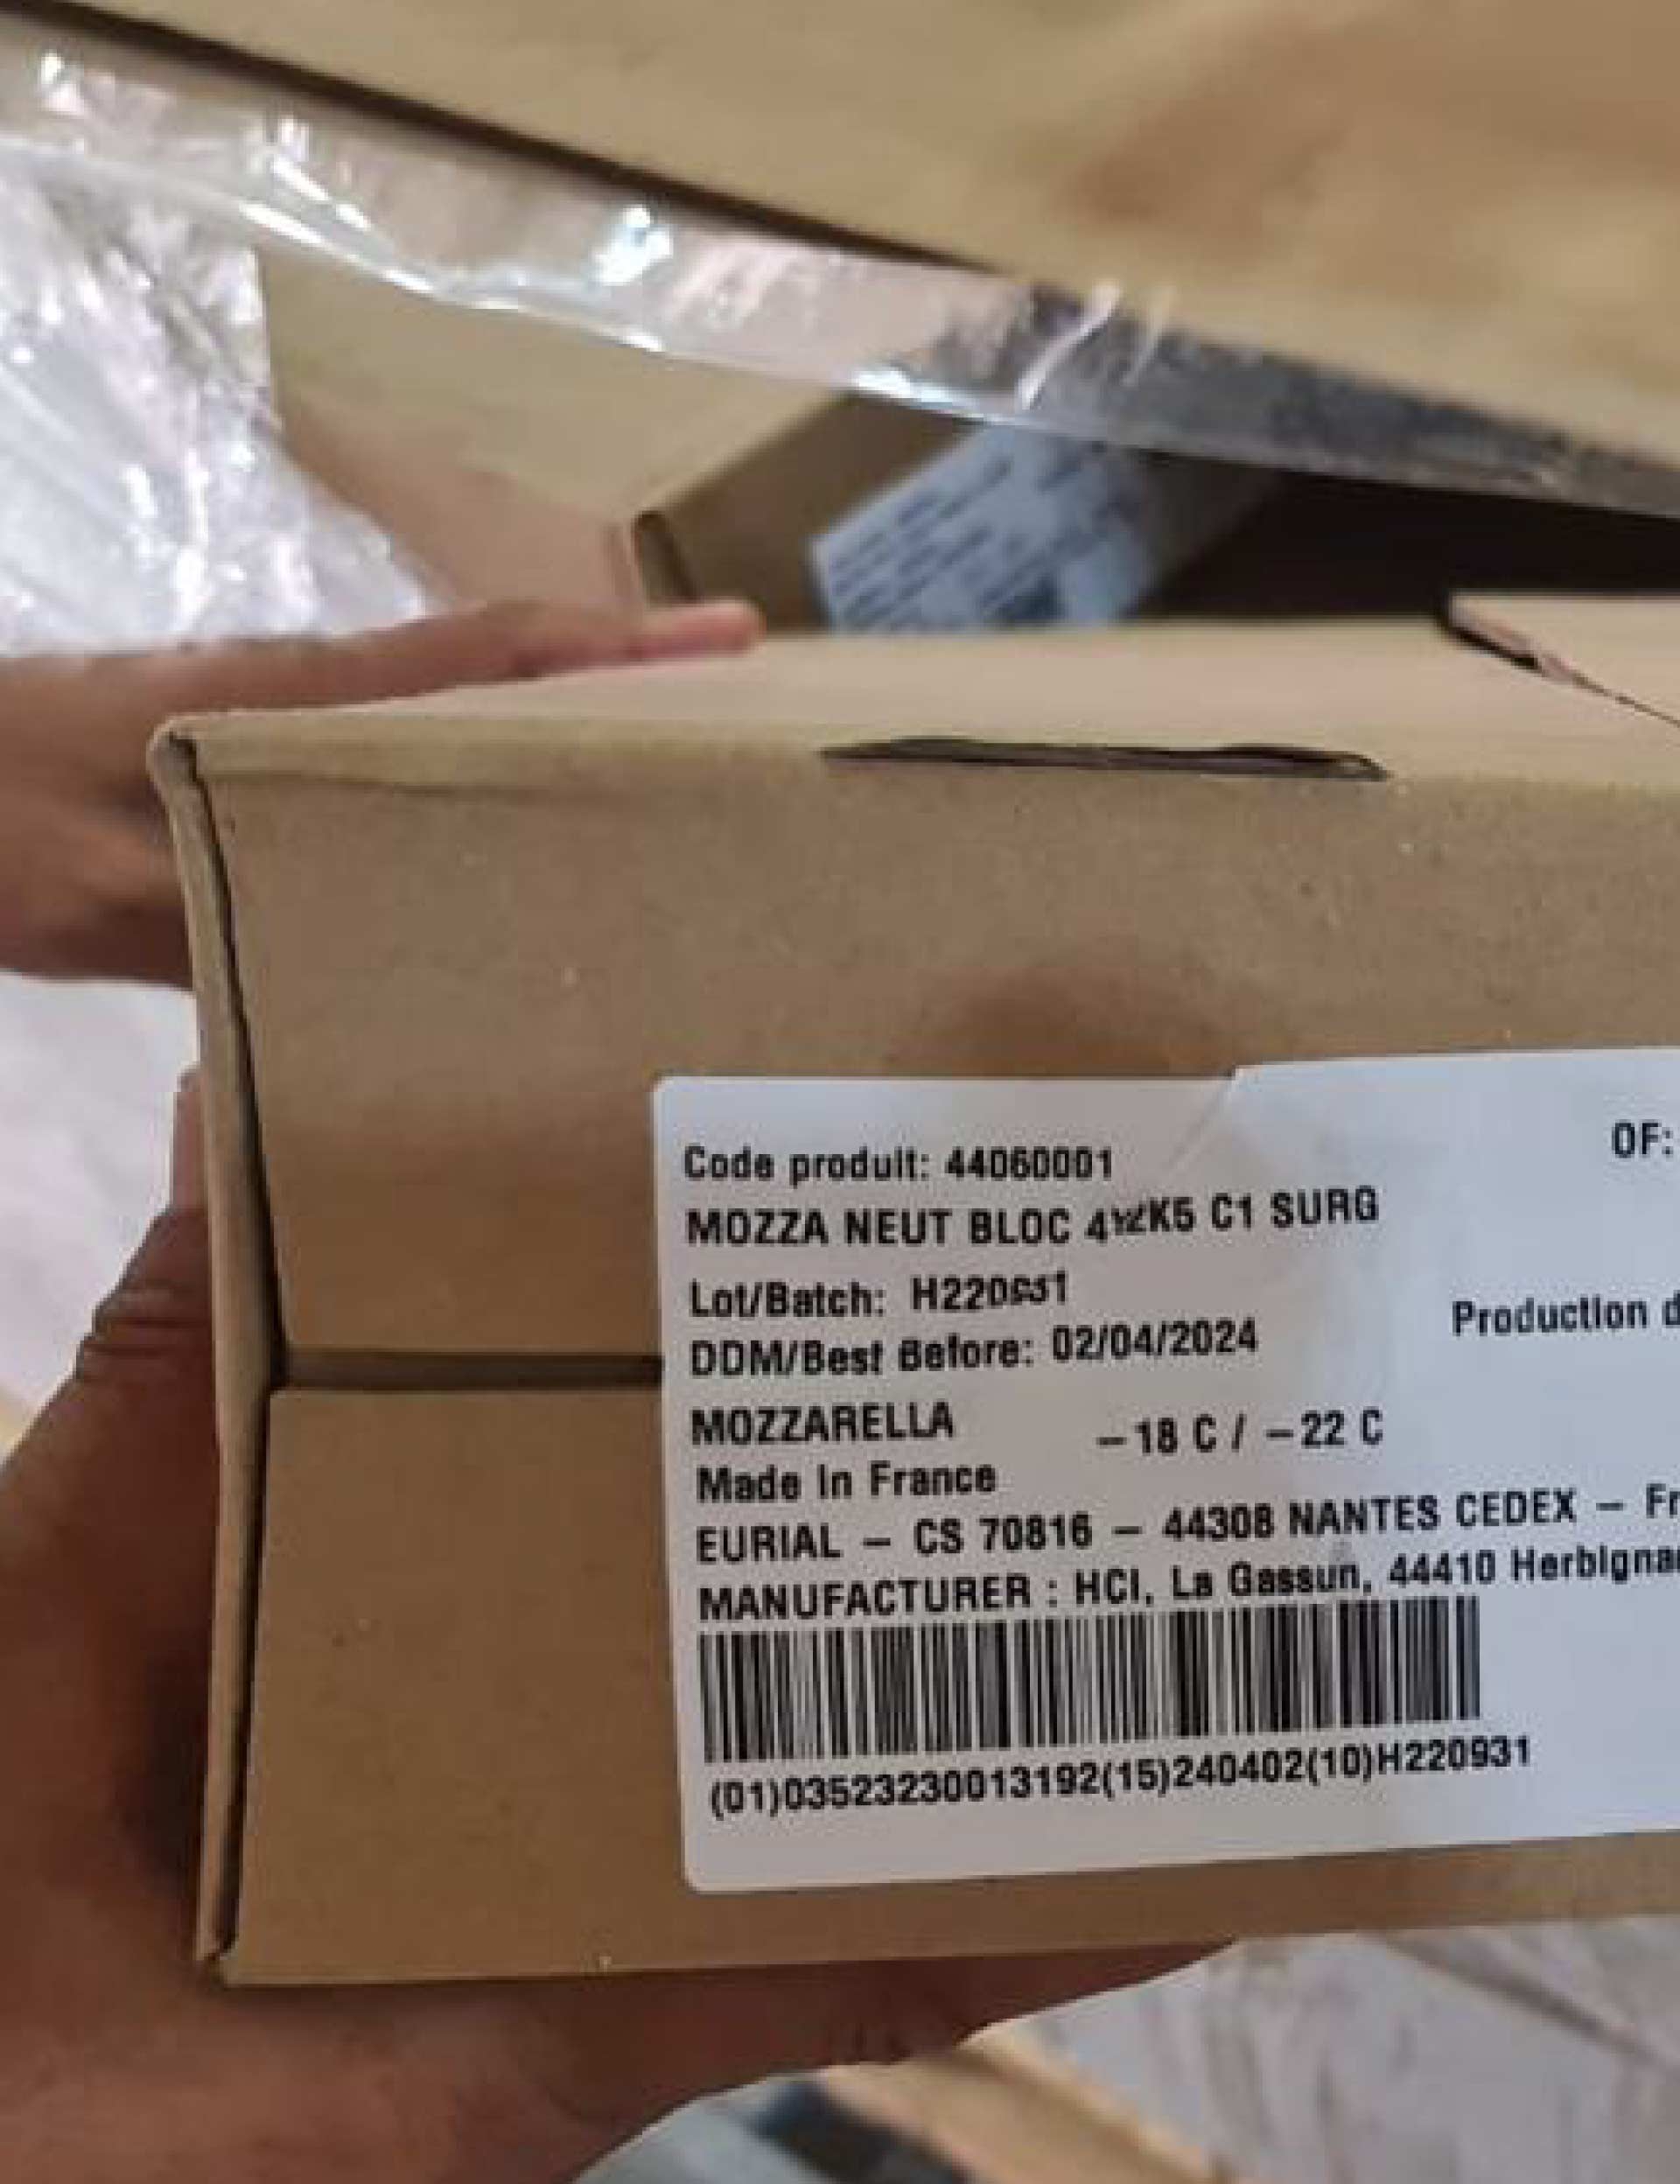 Code produit: 44060001
OF:
MOZZA NEUT BLOC C1 SURG
Lot/Batch: H220931
DDM/Best Before: 02/04/2024
Production d
MOZZARELLA -18 C / -22 C
Made In France
EURIAL - CS 70816 - 44308 NANTES CEDEX - Fr
MANUFACTURER : HCI, La Gassun, 44410 Herbigna
(01)03523230013192(15)240402(10)H220931